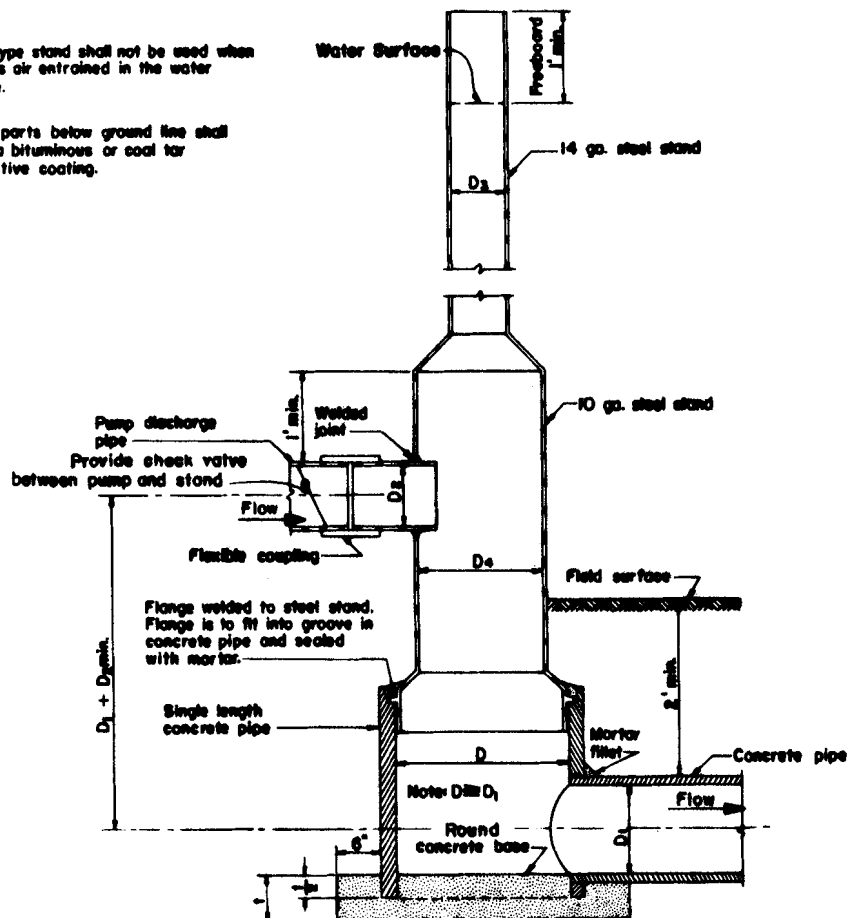 ype stand shall not be used when
s air entrained in the water
.
parts below ground line shall
a bituminous or coal tar
tive coating.
Water Surface
Freeboard
1' min.
14 ga. steel stand
D3
10 ga. steel stand
1' min.
Welded
joint
Pump discharge
pipe
Provide check valve
between pump and stand
D2
Flow
Flexible coupling
D4
Field surface
Flange welded to steel stand.
Flange is to fit into groove in
concrete pipe and sealed
with mortar.
D1 + D2 min.
2' min.
Single length
concrete pipe
Mortar
fillet
Concrete pipe
D
Note: D≥D1
Flow
D1
Round
concrete base
6"
t